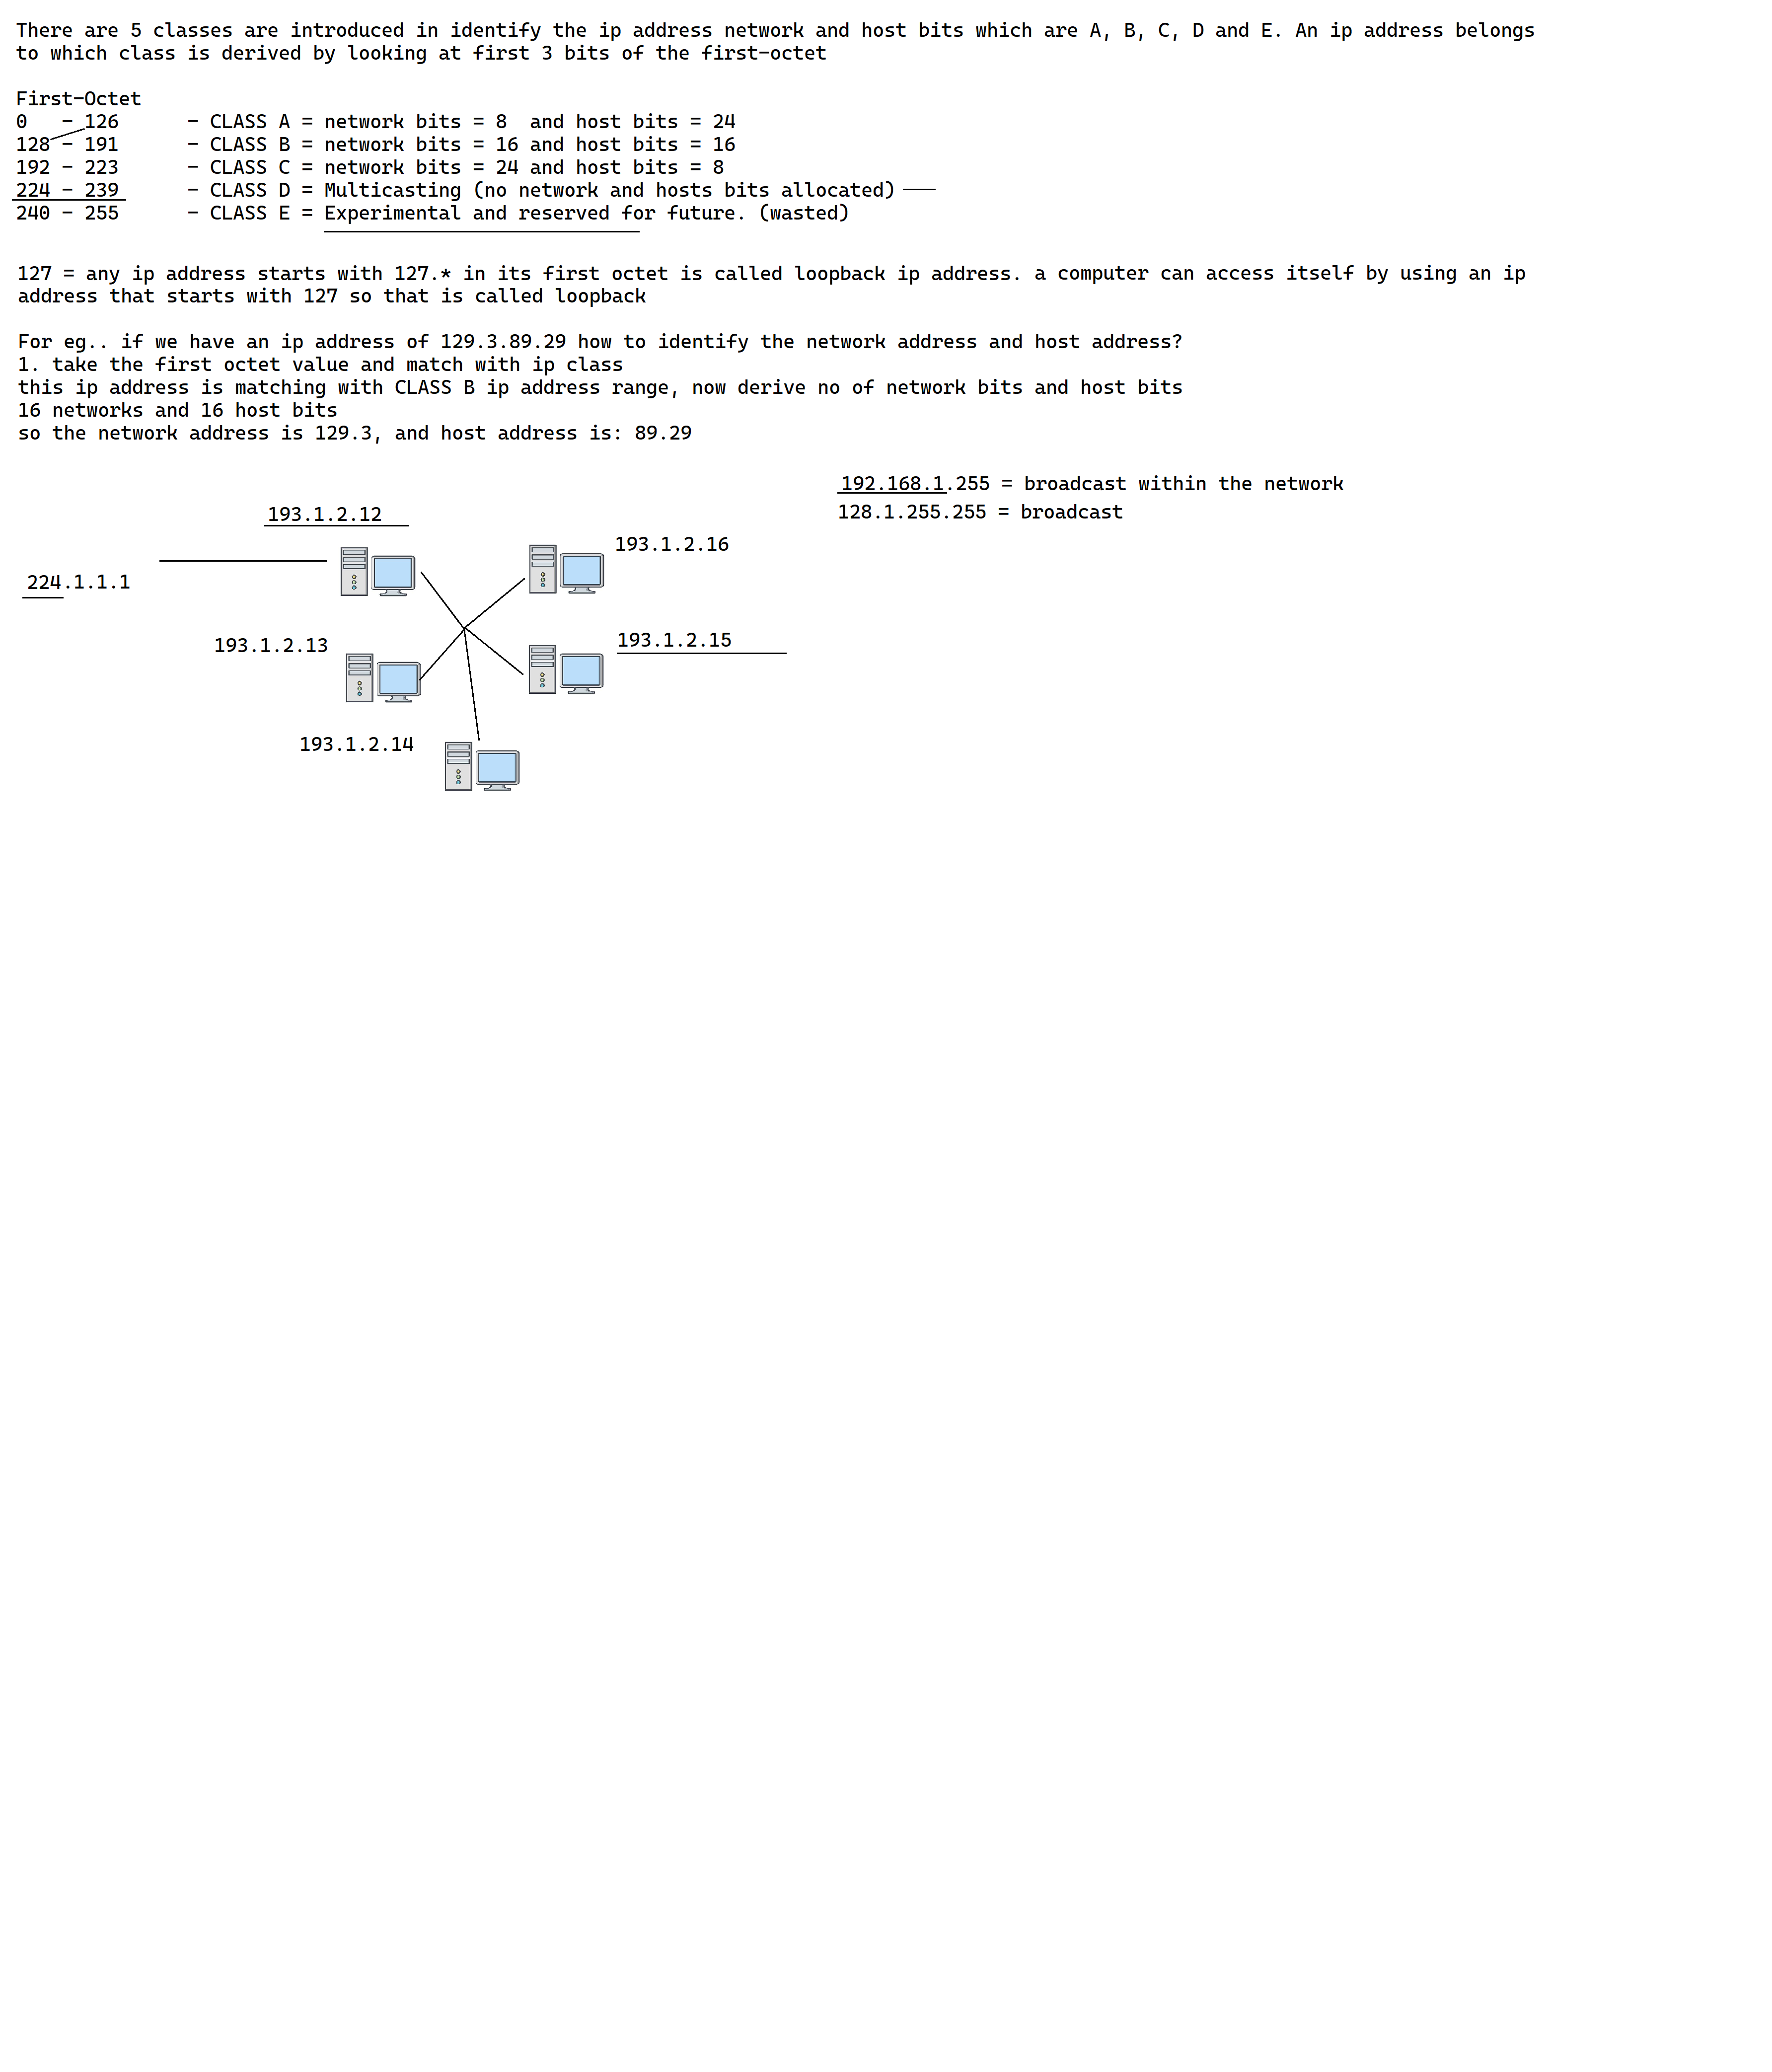 There are 5 classes are introduced in identify the ip address network and host bits which are A, B, C, D and E. An ip address belongs
to which class is derived by looking at first 3 bits of the first-octet
First-Octet
0 - 126 - CLASS A = network bits = 8 and host bits = 24
128 - 191 - CLASS B = network bits = 16 and host bits = 16
192 - 223 - CLASS C = network bits = 24 and host bits = 8
224 - 239 - CLASS D = Multicasting (no network and hosts bits allocated)
240 - 255 - CLASS E = Experimental and reserved for future. (wasted)
127 = any ip address starts with 127.* in its first octet is called loopback ip address. a computer can access itself by using an ip
address that starts with 127 so that is called loopback
For eg.. if we have an ip address of 129.3.89.29 how to identify the network address and host address?
1. take the first octet value and match with ip class
this ip address is matching with CLASS B ip address range, now derive no of network bits and host bits
16 networks and 16 host bits
so the network address is 129.3, and host address is: 89.29
192.168.1.255 = broadcast within the network
128.1.255.255 = broadcast
193.1.2.12
193.1.2.16
224.1.1.1
193.1.2.13
193.1.2.15
193.1.2.14